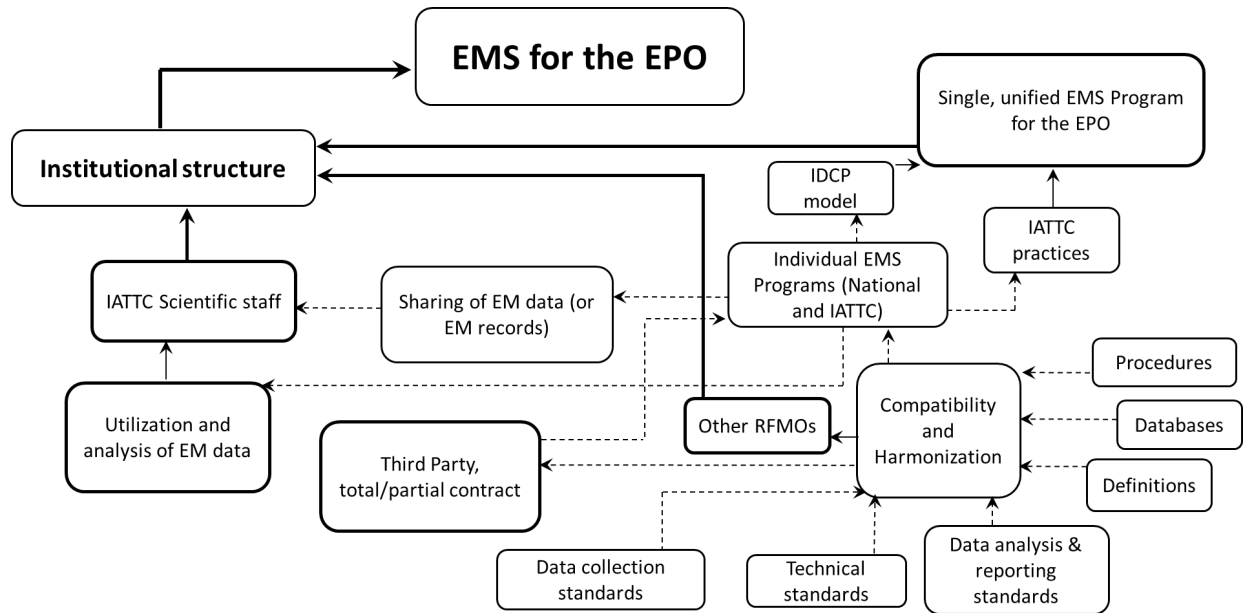 EMS for the EPO
Single, unified EMS Program
for the EPO
Institutional structure
IDCP
model
IATTC
practices
Individual EMS
Programs (National
and IATTC)
IATTC Scientific staff
Sharing of EM data (or
EM records)
Procedures
Utilization and
analysis of EM data
Other RFMOs
Compatibility
and
Harmonization
Databases
Third Party,
total/partial contract
Definitions
Data collection
standards
Technical
standards
Data analysis &
reporting
standards